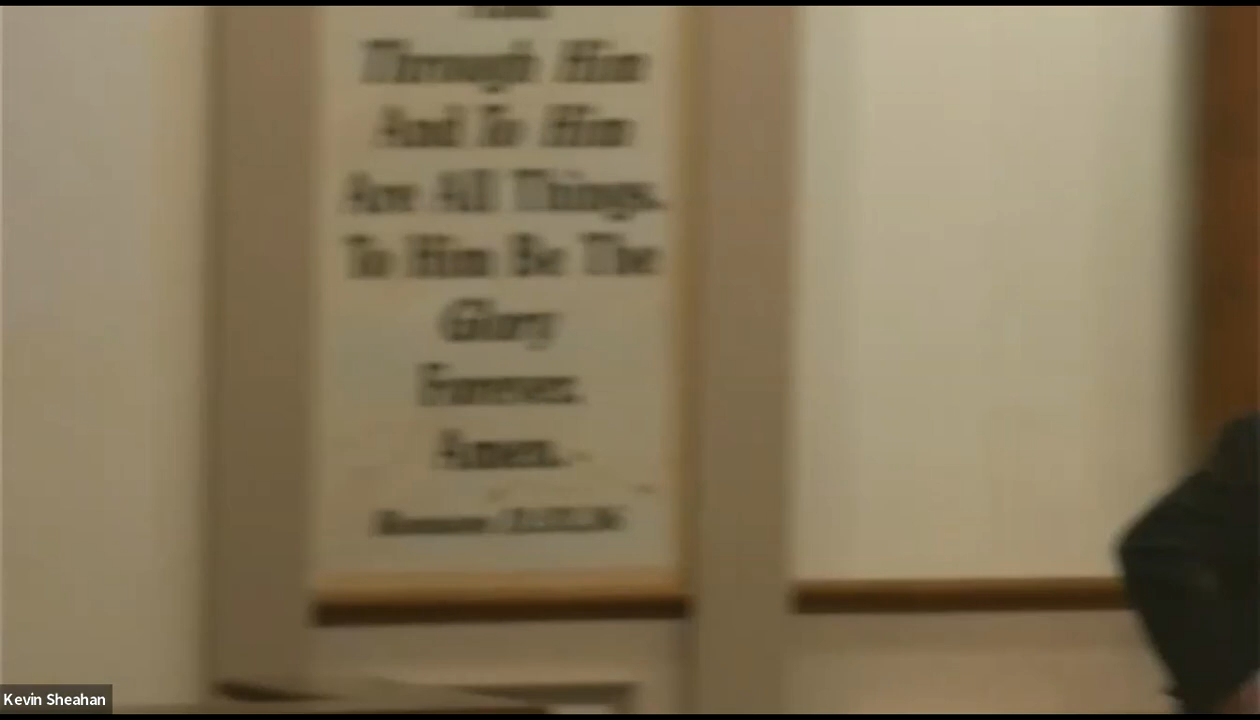 Through Him
And To Him
Are All Things.
To Him Be The
Glory
Forever.
Amen.
Kevin Sheahan